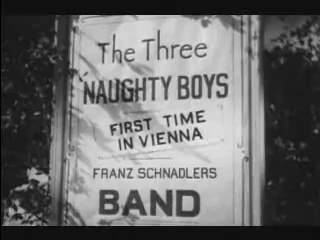 The Three
NAUGHTY BOYS
FIRST TIME
IN VIENNA
FRANZ SCHNADLERS
BAND